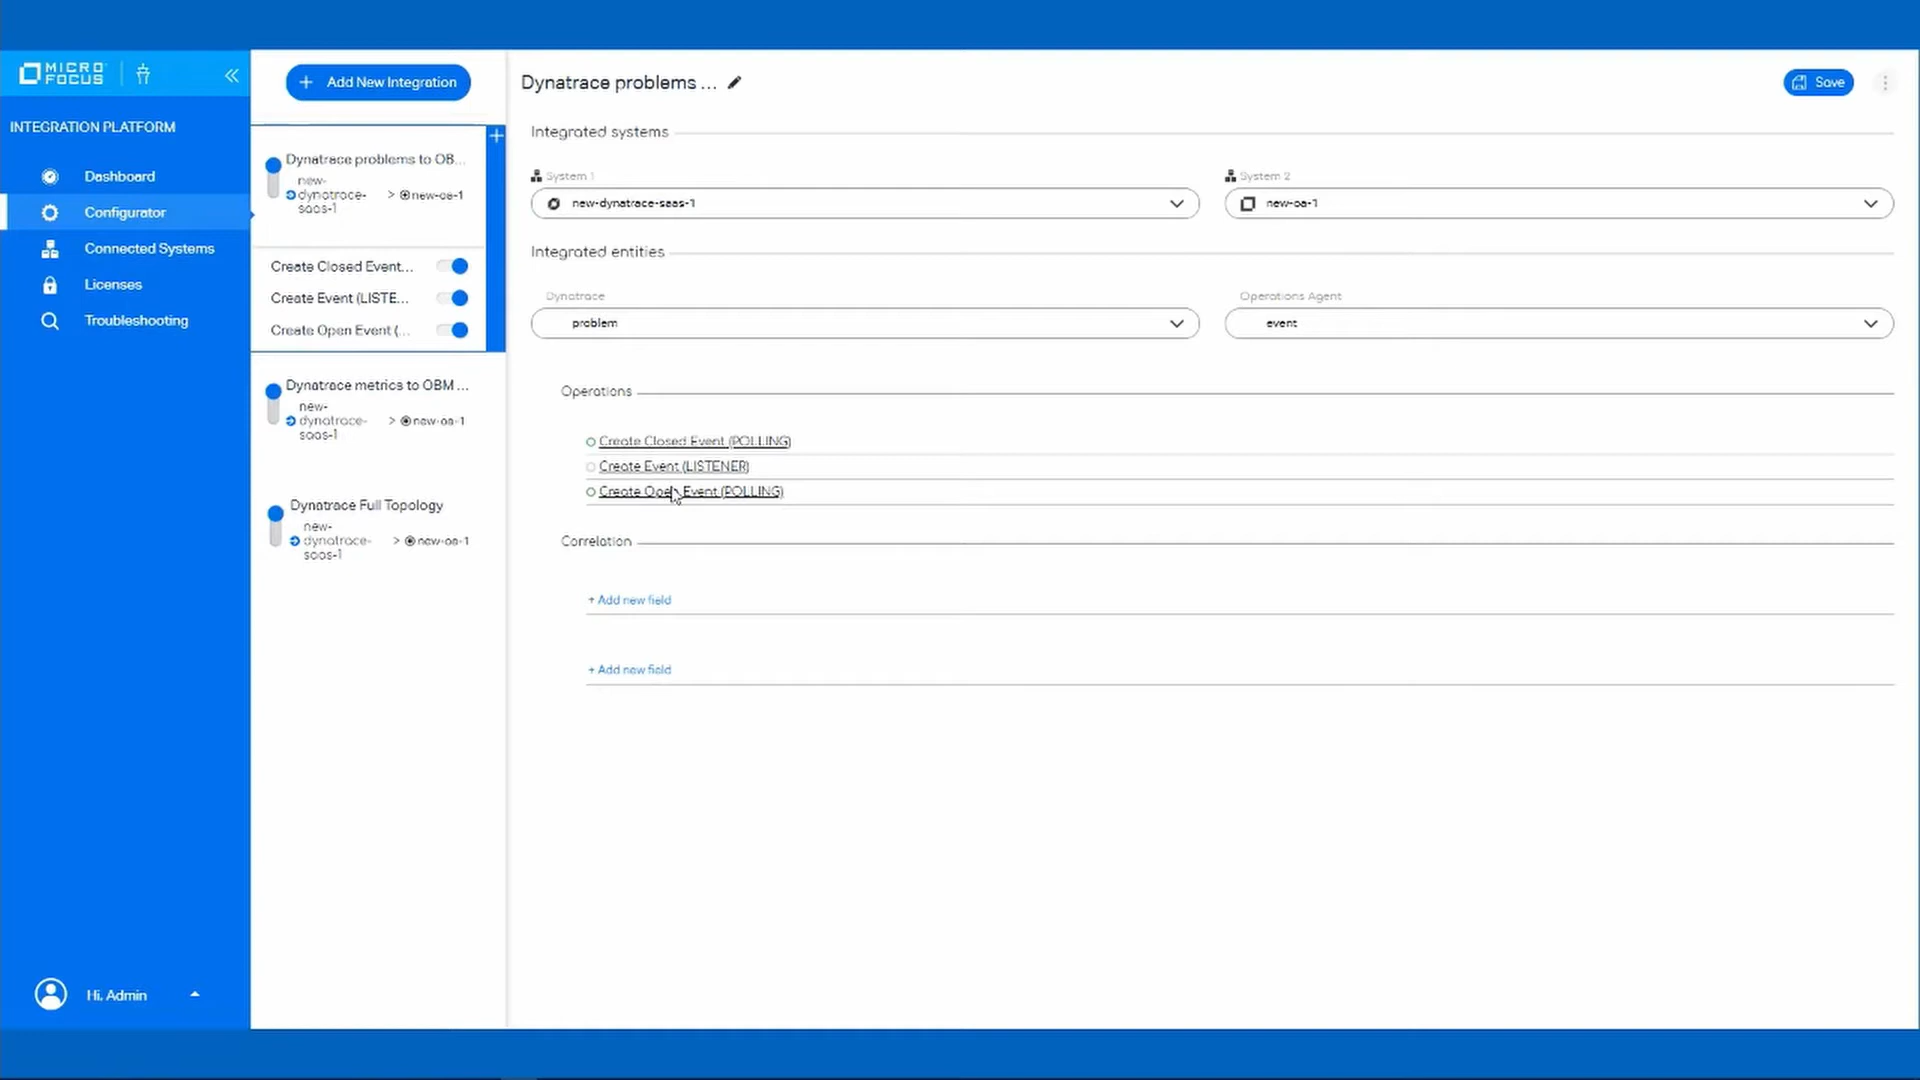 MICRO
FOCUS
INTEGRATION PLATFORM
Dashboard
Configurator
Connected Systems
Licenses
Troubleshooting
Hi, Admin
+ Add New Integration
Dynatrace problems to OB...
new-
dynatrace-
saas-1
> new-oa-1
Create Closed Event...
Create Event (LISTE...
Create Open Event (...
Dynatrace metrics to OBM ...
new-
dynatrace-
saas-1
> new-oa-1
Dynatrace Full Topology
new-
dynatrace-
saas-1
> new-oa-1
Dynatrace problems ...
Save
Integrated systems
System 1
System 2
new-dynatrace-saas-1
new-oa-1
Integrated entities
Dynatrace
Operations Agent
problem
event
Operations
Create Closed Event (POLLING)
Create Event (LISTENER)
Create Open Event (POLLING)
Correlation
+ Add new field
+ Add new field